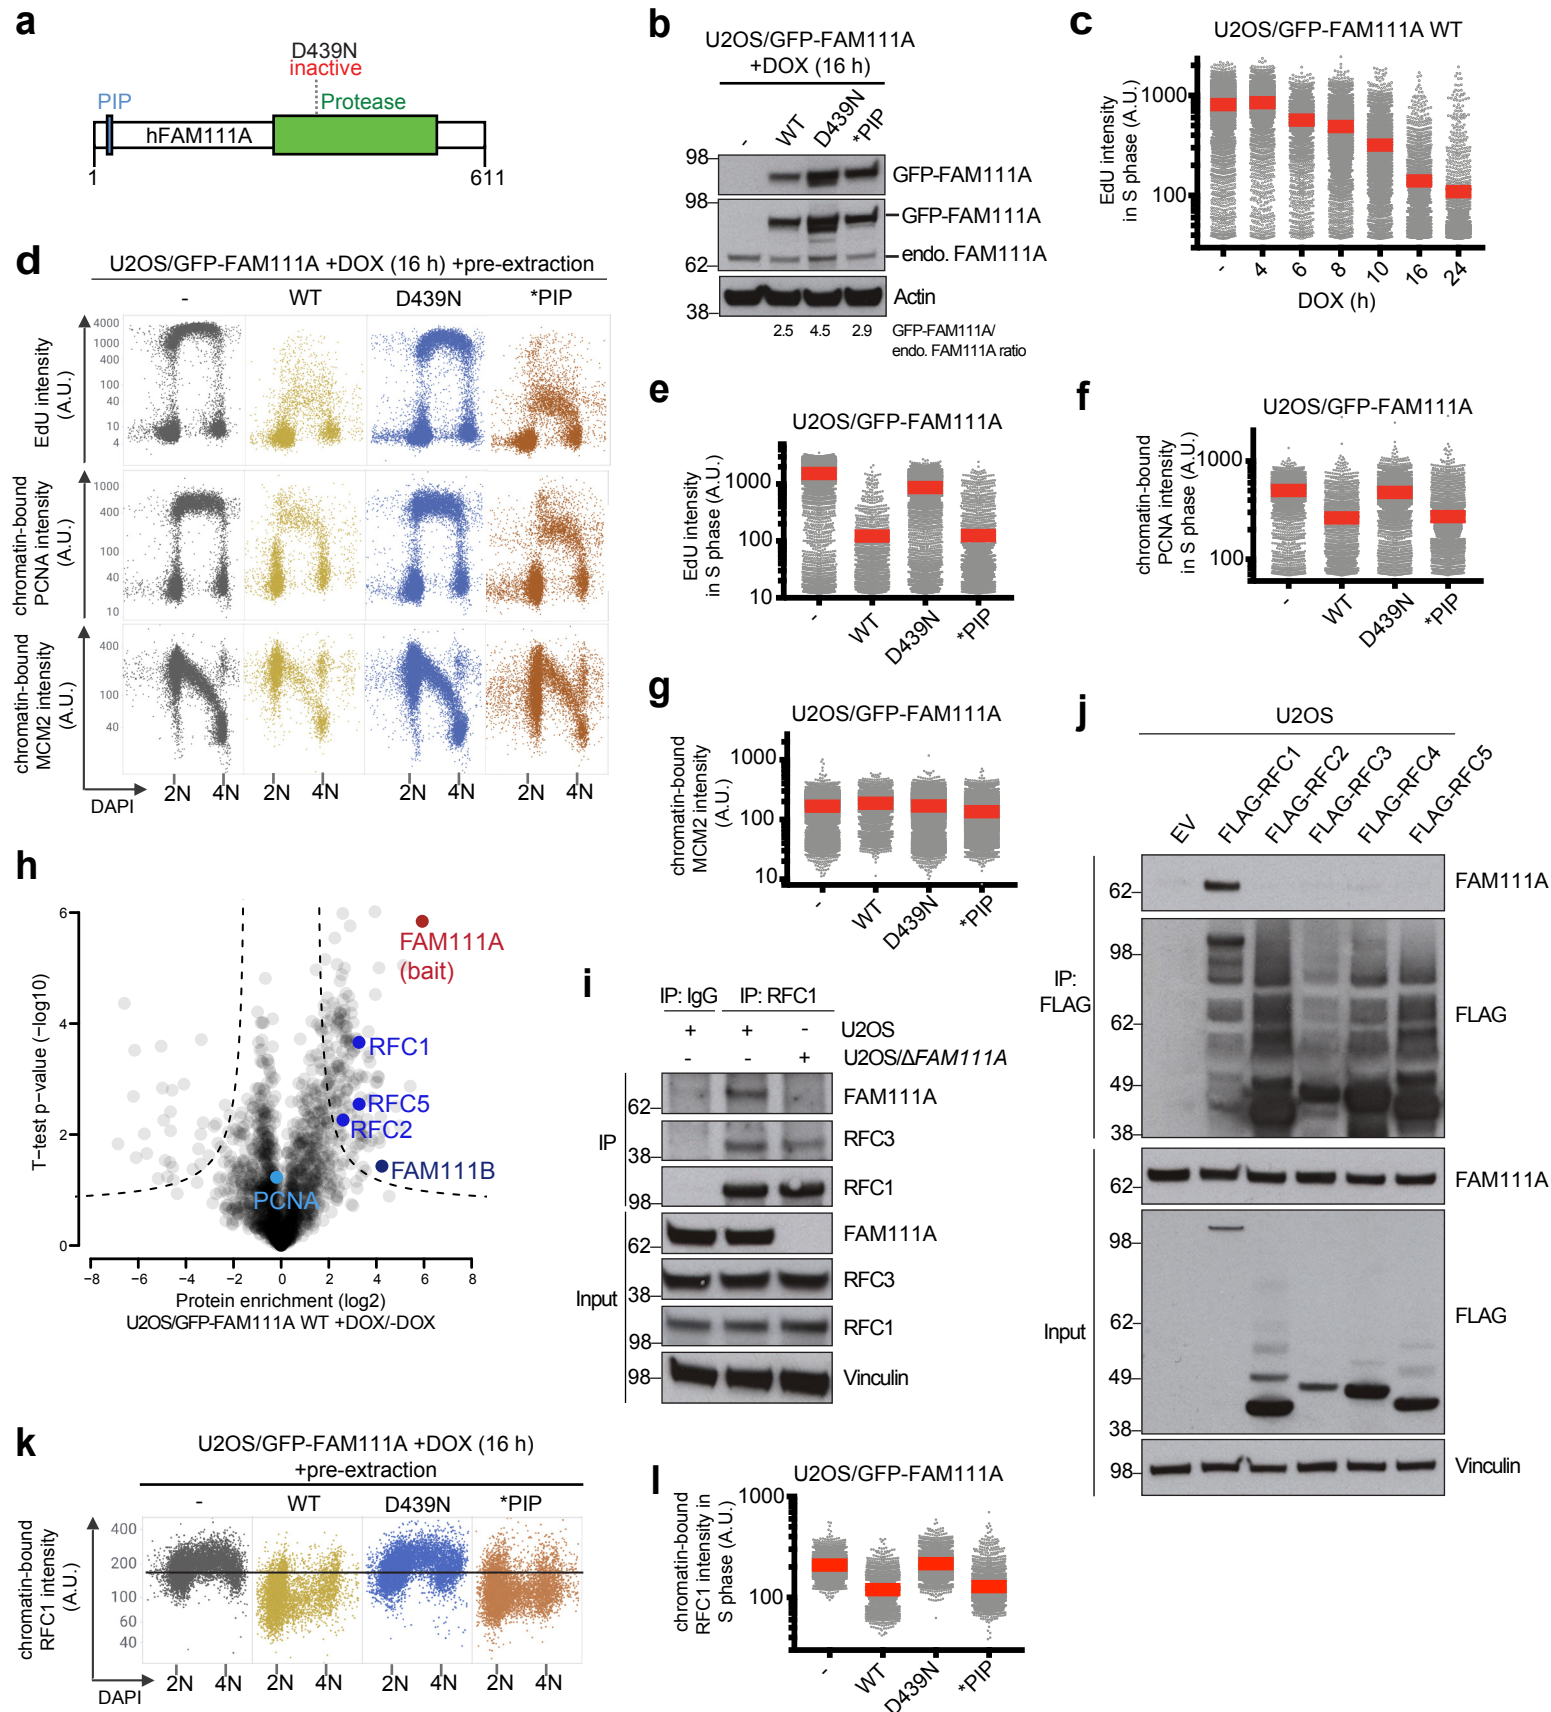 a
D439N
inactive
PIP
Protease
hFAM111A
1
611
b
U2OS/GFP-FAM111A
+DOX (16 h)
-
WT
D439N
*PIP
98
GFP-FAM111A
98
GFP-FAM111A
endo. FAM111A
62
Actin
38
2.5 4.5 2.9
GFP-FAM111A/
endo. FAM111A ratio
c
U2OS/GFP-FAM111A WT
EdU intensity
in S phase (A.U.)
1000
100
- 4 6 8 10 16 24
DOX (h)
d
U2OS/GFP-FAM111A +DOX (16 h) +pre-extraction
- WT D439N *PIP
EdU intensity
(A.U.)
4000
1000
400
100
40
10
4
chromatin-bound
PCNA intensity
(A.U.)
1000
400
100
40
10
chromatin-bound
MCM2 intensity
(A.U.)
400
100
40
DAPI
2N 4N 2N 4N 2N 4N 2N 4N
e
U2OS/GFP-FAM111A
EdU intensity
in S phase (A.U.)
1000
100
10
- WT D439N *PIP
f
U2OS/GFP-FAM111A
chromatin-bound
PCNA intensity
in S phase (A.U.)
1000
100
- WT D439N *PIP
g
U2OS/GFP-FAM111A
chromatin-bound
MCM2 intensity
(A.U.)
1000
100
10
- WT D439N *PIP
h
T-test p-value (−log10)
6
4
2
0
FAM111A
(bait)
RFC1
RFC5
RFC2
FAM111B
PCNA
−8 −6 −4 −2 0 2 4 6 8
Protein enrichment (log2)
U2OS/GFP-FAM111A WT +DOX/-DOX
i
IP: IgG IP: RFC1
+ + - U2OS
- - + U2OS/ΔFAM111A
IP
62 FAM111A
38 RFC3
98 RFC1
Input
62 FAM111A
38 RFC3
98 RFC1
98 Vinculin
j
U2OS
EV
FLAG-RFC1
FLAG-RFC2
FLAG-RFC3
FLAG-RFC4
FLAG-RFC5
IP:
FLAG
62 FAM111A
98
62
49
38
FLAG
Input
62 FAM111A
98
62
49
38
FLAG
98 Vinculin
k
U2OS/GFP-FAM111A +DOX (16 h)
+pre-extraction
- WT D439N *PIP
chromatin-bound
RFC1 intensity
(A.U.)
400
200
100
60
40
DAPI
2N 4N 2N 4N 2N 4N 2N 4N
l
U2OS/GFP-FAM111A
chromatin-bound
RFC1 intensity in
S phase (A.U.)
1000
100
- WT D439N *PIP